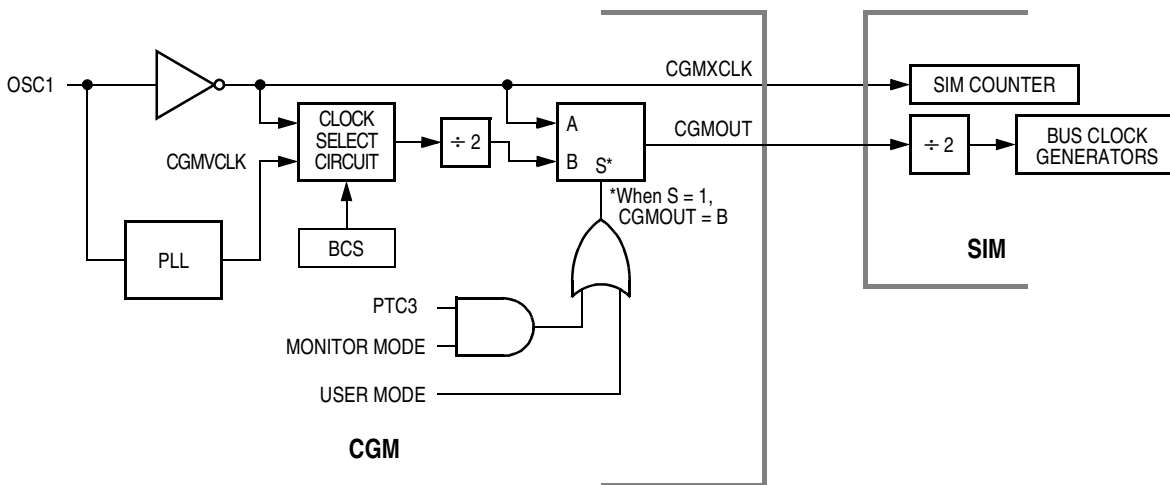 OSC1
CGMXCLK
SIM COUNTER
CLOCK
SELECT
CIRCUIT
÷ 2
A
B
S*
CGMOUT
÷ 2
BUS CLOCK
GENERATORS
CGMVCLK
*When S = 1,
CGMOUT = B
BCS
PLL
SIM
PTC3
MONITOR MODE
USER MODE
CGM